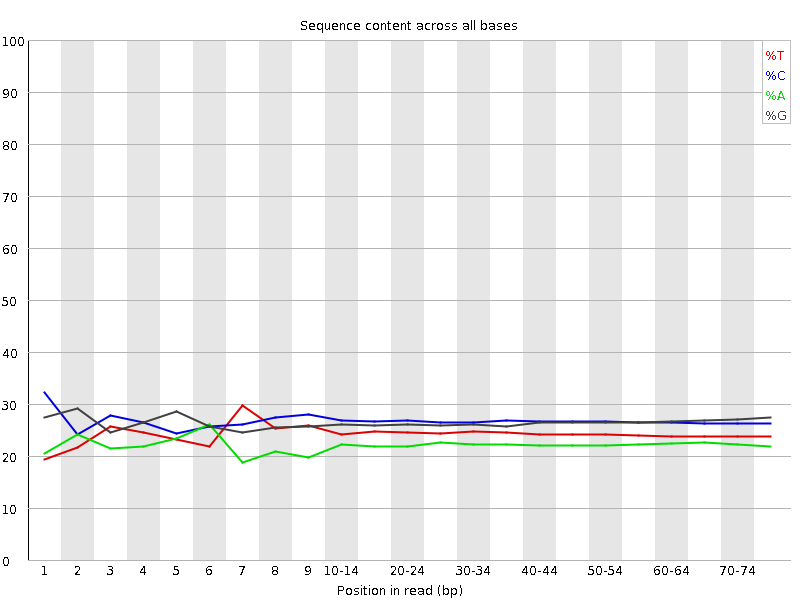 Sequence content across all bases
100
90
80
70
60
50
40
30
20
10
0
%T
%C
%A
%G
1 2 3 4 5 6 7 8 9 10-14 20-24 30-34 40-44 50-54 60-64 70-74
Position in read (bp)